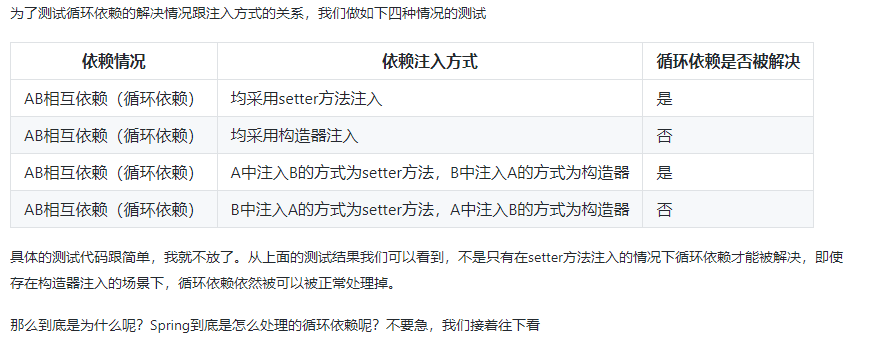 为了测试循环依赖的解决情况跟注入方式的关系，我们做如下四种情况的测试
依赖情况 依赖注入方式 循环依赖是否被解决
AB相互依赖（循环依赖） 均采用setter方法注入 是
AB相互依赖（循环依赖） 均采用构造器注入 否
AB相互依赖（循环依赖） A中注入B的方式为setter方法，B中注入A的方式为构造器 是
AB相互依赖（循环依赖） B中注入A的方式为setter方法，A中注入B的方式为构造器 否
具体的测试代码跟简单，我就不放了。从上面的测试结果我们可以看到，不是只有在setter方法注入的情况下循环依赖才能被解决，即使
存在构造器注入的场景下，循环依赖依然被可以被正常处理掉。
那么到底是为什么呢？Spring到底是怎么处理的循环依赖呢？不要急，我们接着往下看